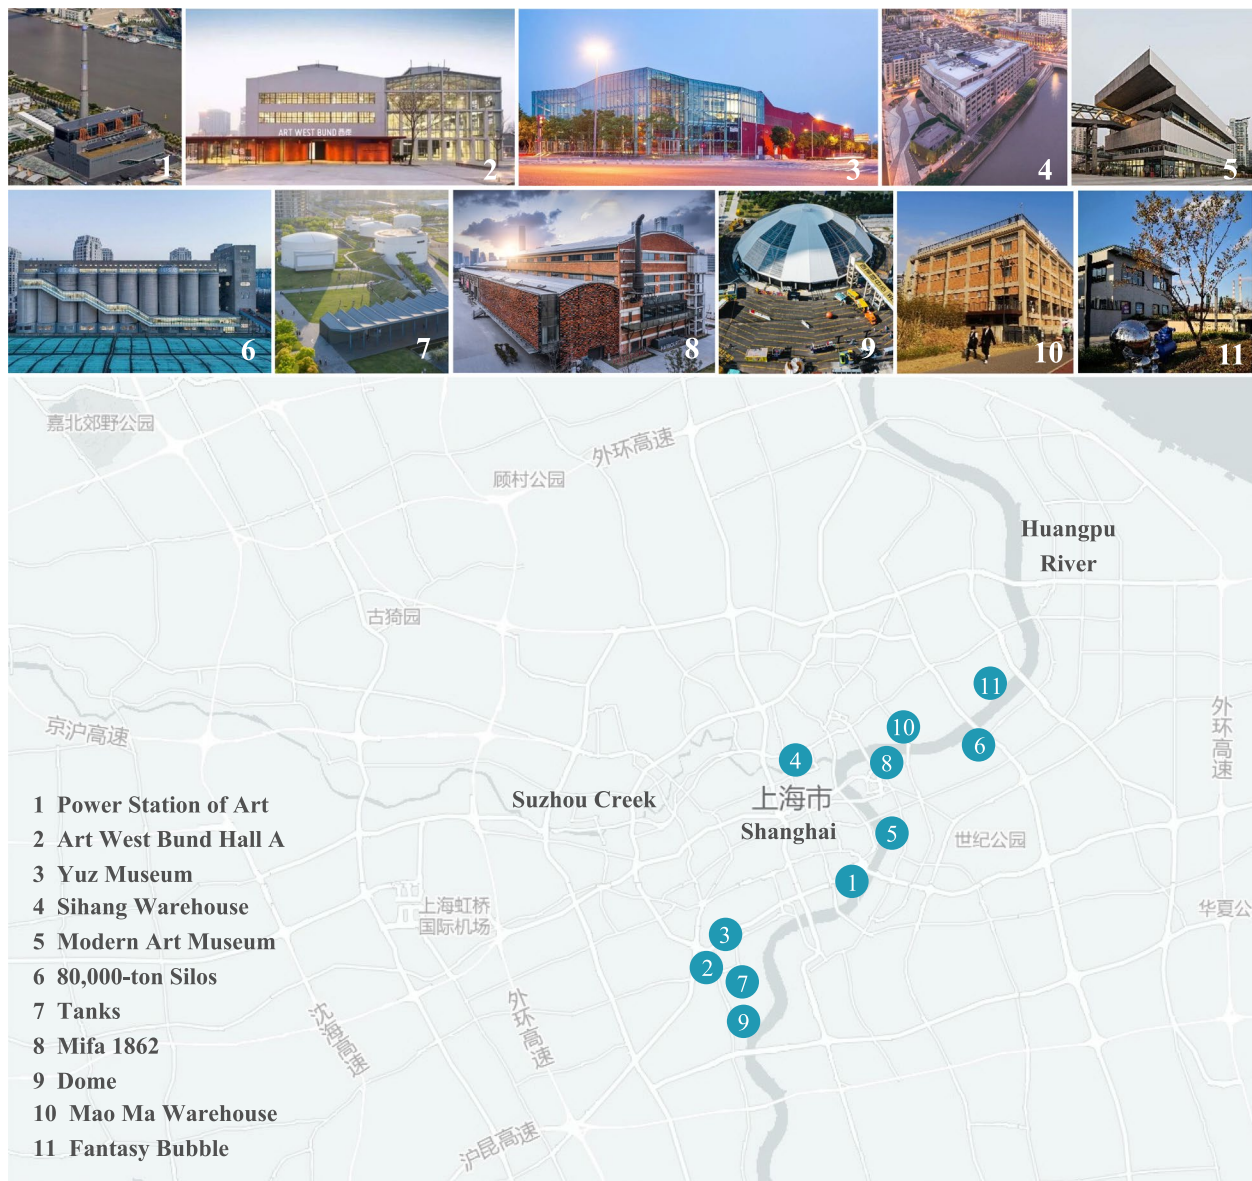 1
ART WEST BUND 西岸
2
3
4
5
6
7
8
9
10
11
嘉北郊野公园
外环高速
顾村公园
Huangpu
River
古猗园
11
京沪高速
外环高速
10
4
8
6
Suzhou Creek
上海市
Shanghai
5
世纪公园
1
上海虹桥
国际机场
华夏公
3
2
7
外环高速
沈海高速
9
沪昆高速
1 Power Station of Art
2 Art West Bund Hall A
3 Yuz Museum
4 Sihang Warehouse
5 Modern Art Museum
6 80,000-ton Silos
7 Tanks
8 Mifa 1862
9 Dome
10 Mao Ma Warehouse
11 Fantasy Bubble